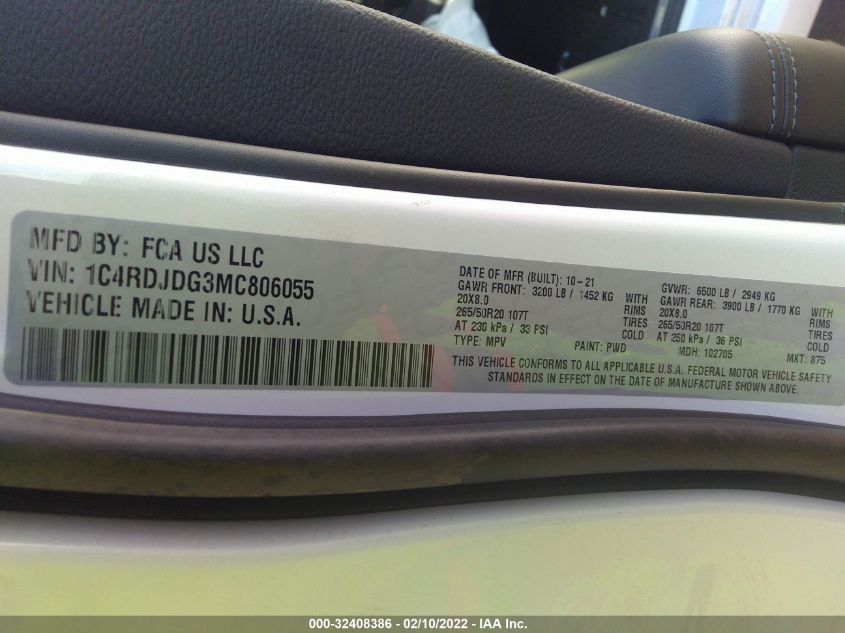 MFD BY: FCA US LLC
VIN: 1C4RDJDG3MC806055
VEHICLE MADE IN: U.S.A.
DATE OF MFR (BUILT): 10-21
GAWR FRONT: 3200 LB / 1452 KG WITH
20X8.0 RIMS
265/50R20 107T TIRES
AT 230 kPa / 33 PSI COLD
TYPE: MPV PAINT: PWD
GVWR: 6500 LB / 2949 KG
GAWR REAR: 3900 LB / 1770 KG WITH
20X8.0 RIMS
265/50R20 107T TIRES
AT 250 kPa / 36 PSI COLD
MDH: 102705 MKT: 875
THIS VEHICLE CONFORMS TO ALL APPLICABLE U.S.A. FEDERAL MOTOR VEHICLE SAFETY
STANDARDS IN EFFECT ON THE DATE OF MANUFACTURE SHOWN ABOVE.
000-32408386 - 02/10/2022 - IAA Inc.